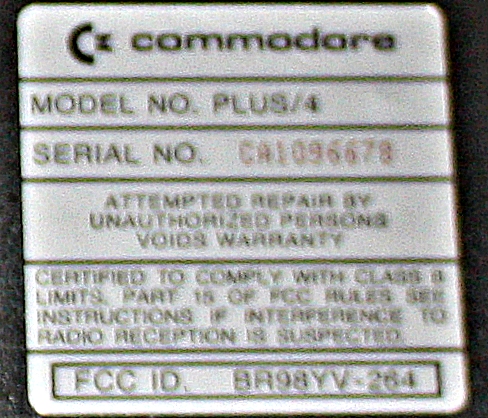 commodore
MODEL NO. PLUS/4
SERIAL NO. CA1096678
ATTEMPTED REPAIR BY
UNAUTHORIZED PERSONS
VOIDS WARRANTY
CERTIFIED TO COMPLY WITH CLASS B
LIMITS, PART 15 OF FCC RULES SEE
INSTRUCTIONS IF INTERFERENCE TO
RADIO RECEPTION IS SUSPECTED.
FCC ID. BR98YV-264